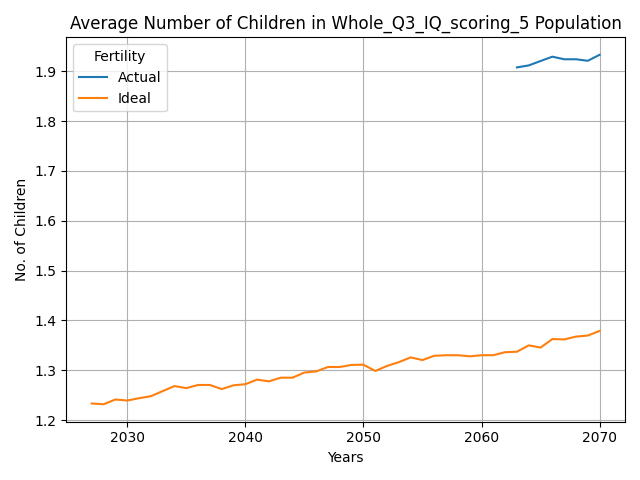 Average Number of Children in Whole_Q3_IQ_scoring_5 Population
Fertility
Actual
Ideal
No. of Children
1.9
1.8
1.7
1.6
1.5
1.4
1.3
1.2
2030
2040
2050
2060
2070
Years